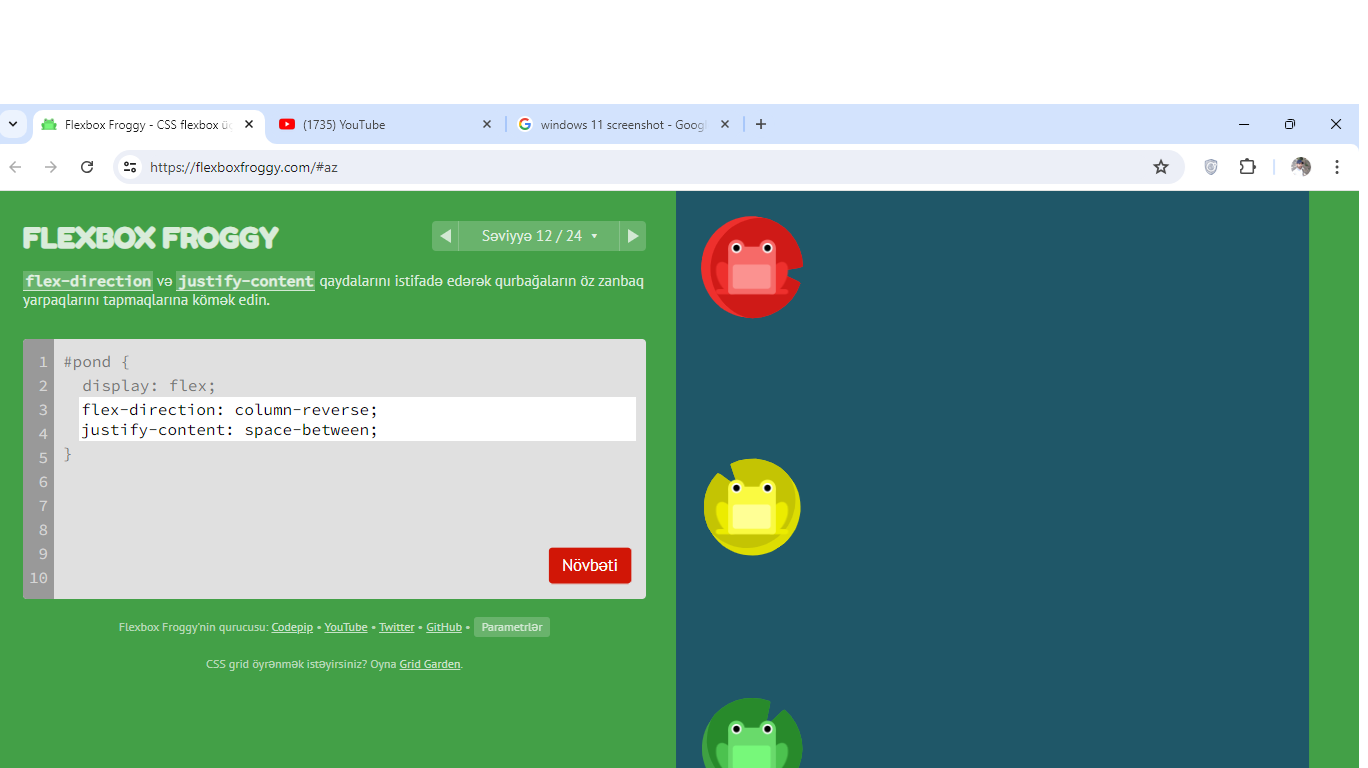 Flexbox Froggy - CSS flexbox üç
(1735) YouTube
windows 11 screenshot - Googl
https://flexboxfroggy.com/#az
FLEXBOX FROGGY
Səviyyə 12 / 24
flex-direction və justify-content qaydalarını istifadə edərək qurbağaların öz zanbaq
yarpaqlarını tapmaqlarına kömək edin.
1 #pond {
2 display: flex;
3 flex-direction: column-reverse;
4 justify-content: space-between;
5 }
6
7
8
9
10
Növbəti
Flexbox Froggy'nin qurucusu: Codepip • YouTube • Twitter • GitHub • Parametrlər
CSS grid öyrənmək istəyirsiniz? Oyna Grid Garden.